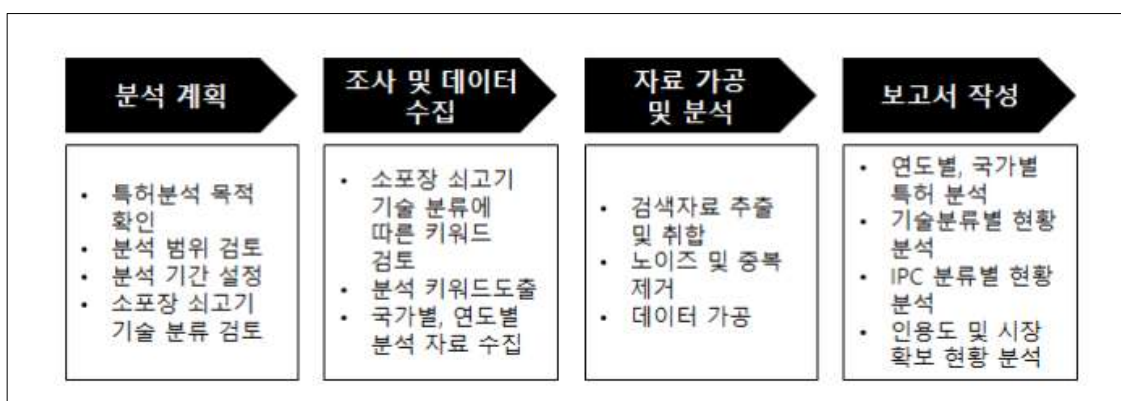 분석 계획
조사 및 데이터
수집
자료 가공
및 분석
보고서 작성
• 특허분석 목적
확인
• 분석 범위 검토
• 분석 기간 설정
• 소포장 쇠고기
기술 분류 검토
• 소포장 쇠고기
기술 분류에
따른 키워드
검토
• 분석 키워드도출
• 국가별, 연도별
분석 자료 수집
• 검색자료 추출
및 취합
• 노이즈 및 중복
제거
• 데이터 가공
• 연도별, 국가별
특허 분석
• 기술분류별 현황
분석
• IPC 분류별 현황
분석
• 인용도 및 시장
확보 현황 분석